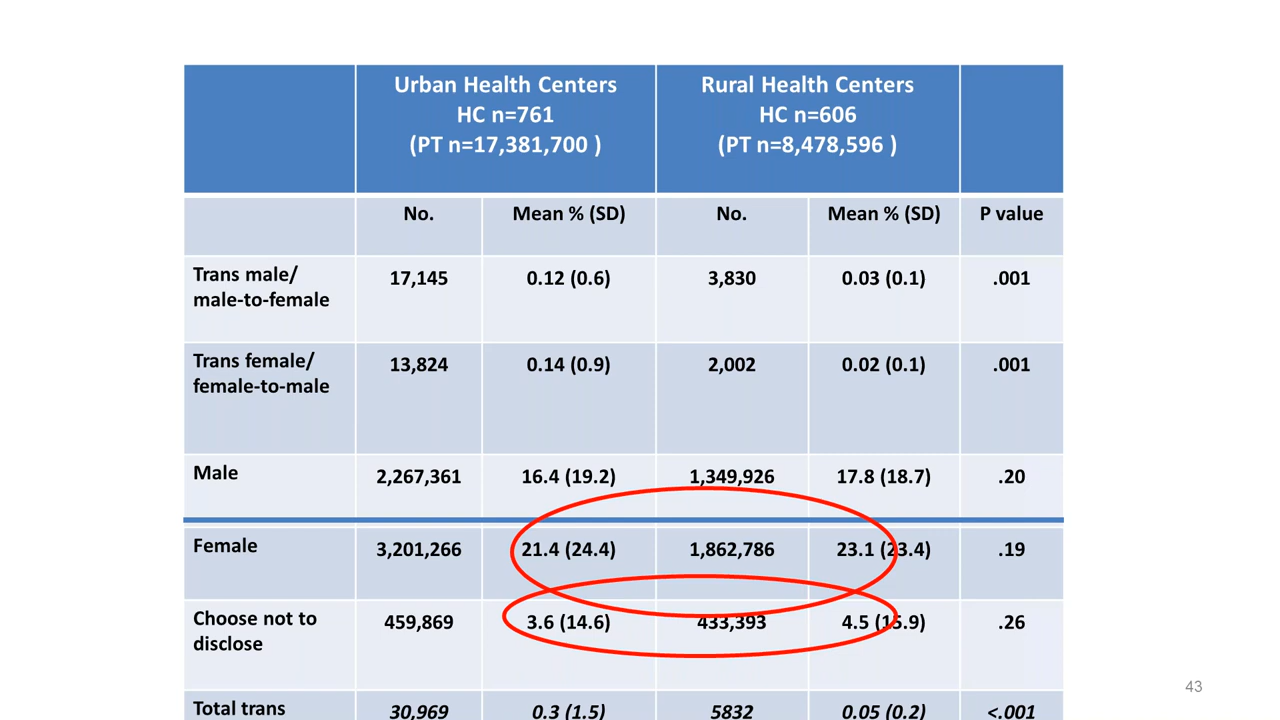 Urban Health Centers
HC n=761
(PT n=17,381,700 )
Rural Health Centers
HC n=606
(PT n=8,478,596 )
No. Mean % (SD) No. Mean % (SD) P value
Trans male/
male-to-female
17,145 0.12 (0.6) 3,830 0.03 (0.1) .001
Trans female/
female-to-male
13,824 0.14 (0.9) 2,002 0.02 (0.1) .001
Male 2,267,361 16.4 (19.2) 1,349,926 17.8 (18.7) .20
Female 3,201,266 21.4 (24.4) 1,862,786 23.1 (23.4) .19
Choose not to
disclose
459,869 3.6 (14.6) 433,393 4.5 (15.9) .26
Total trans 30,969 0.3 (1.5) 5832 0.05 (0.2) <.001
43